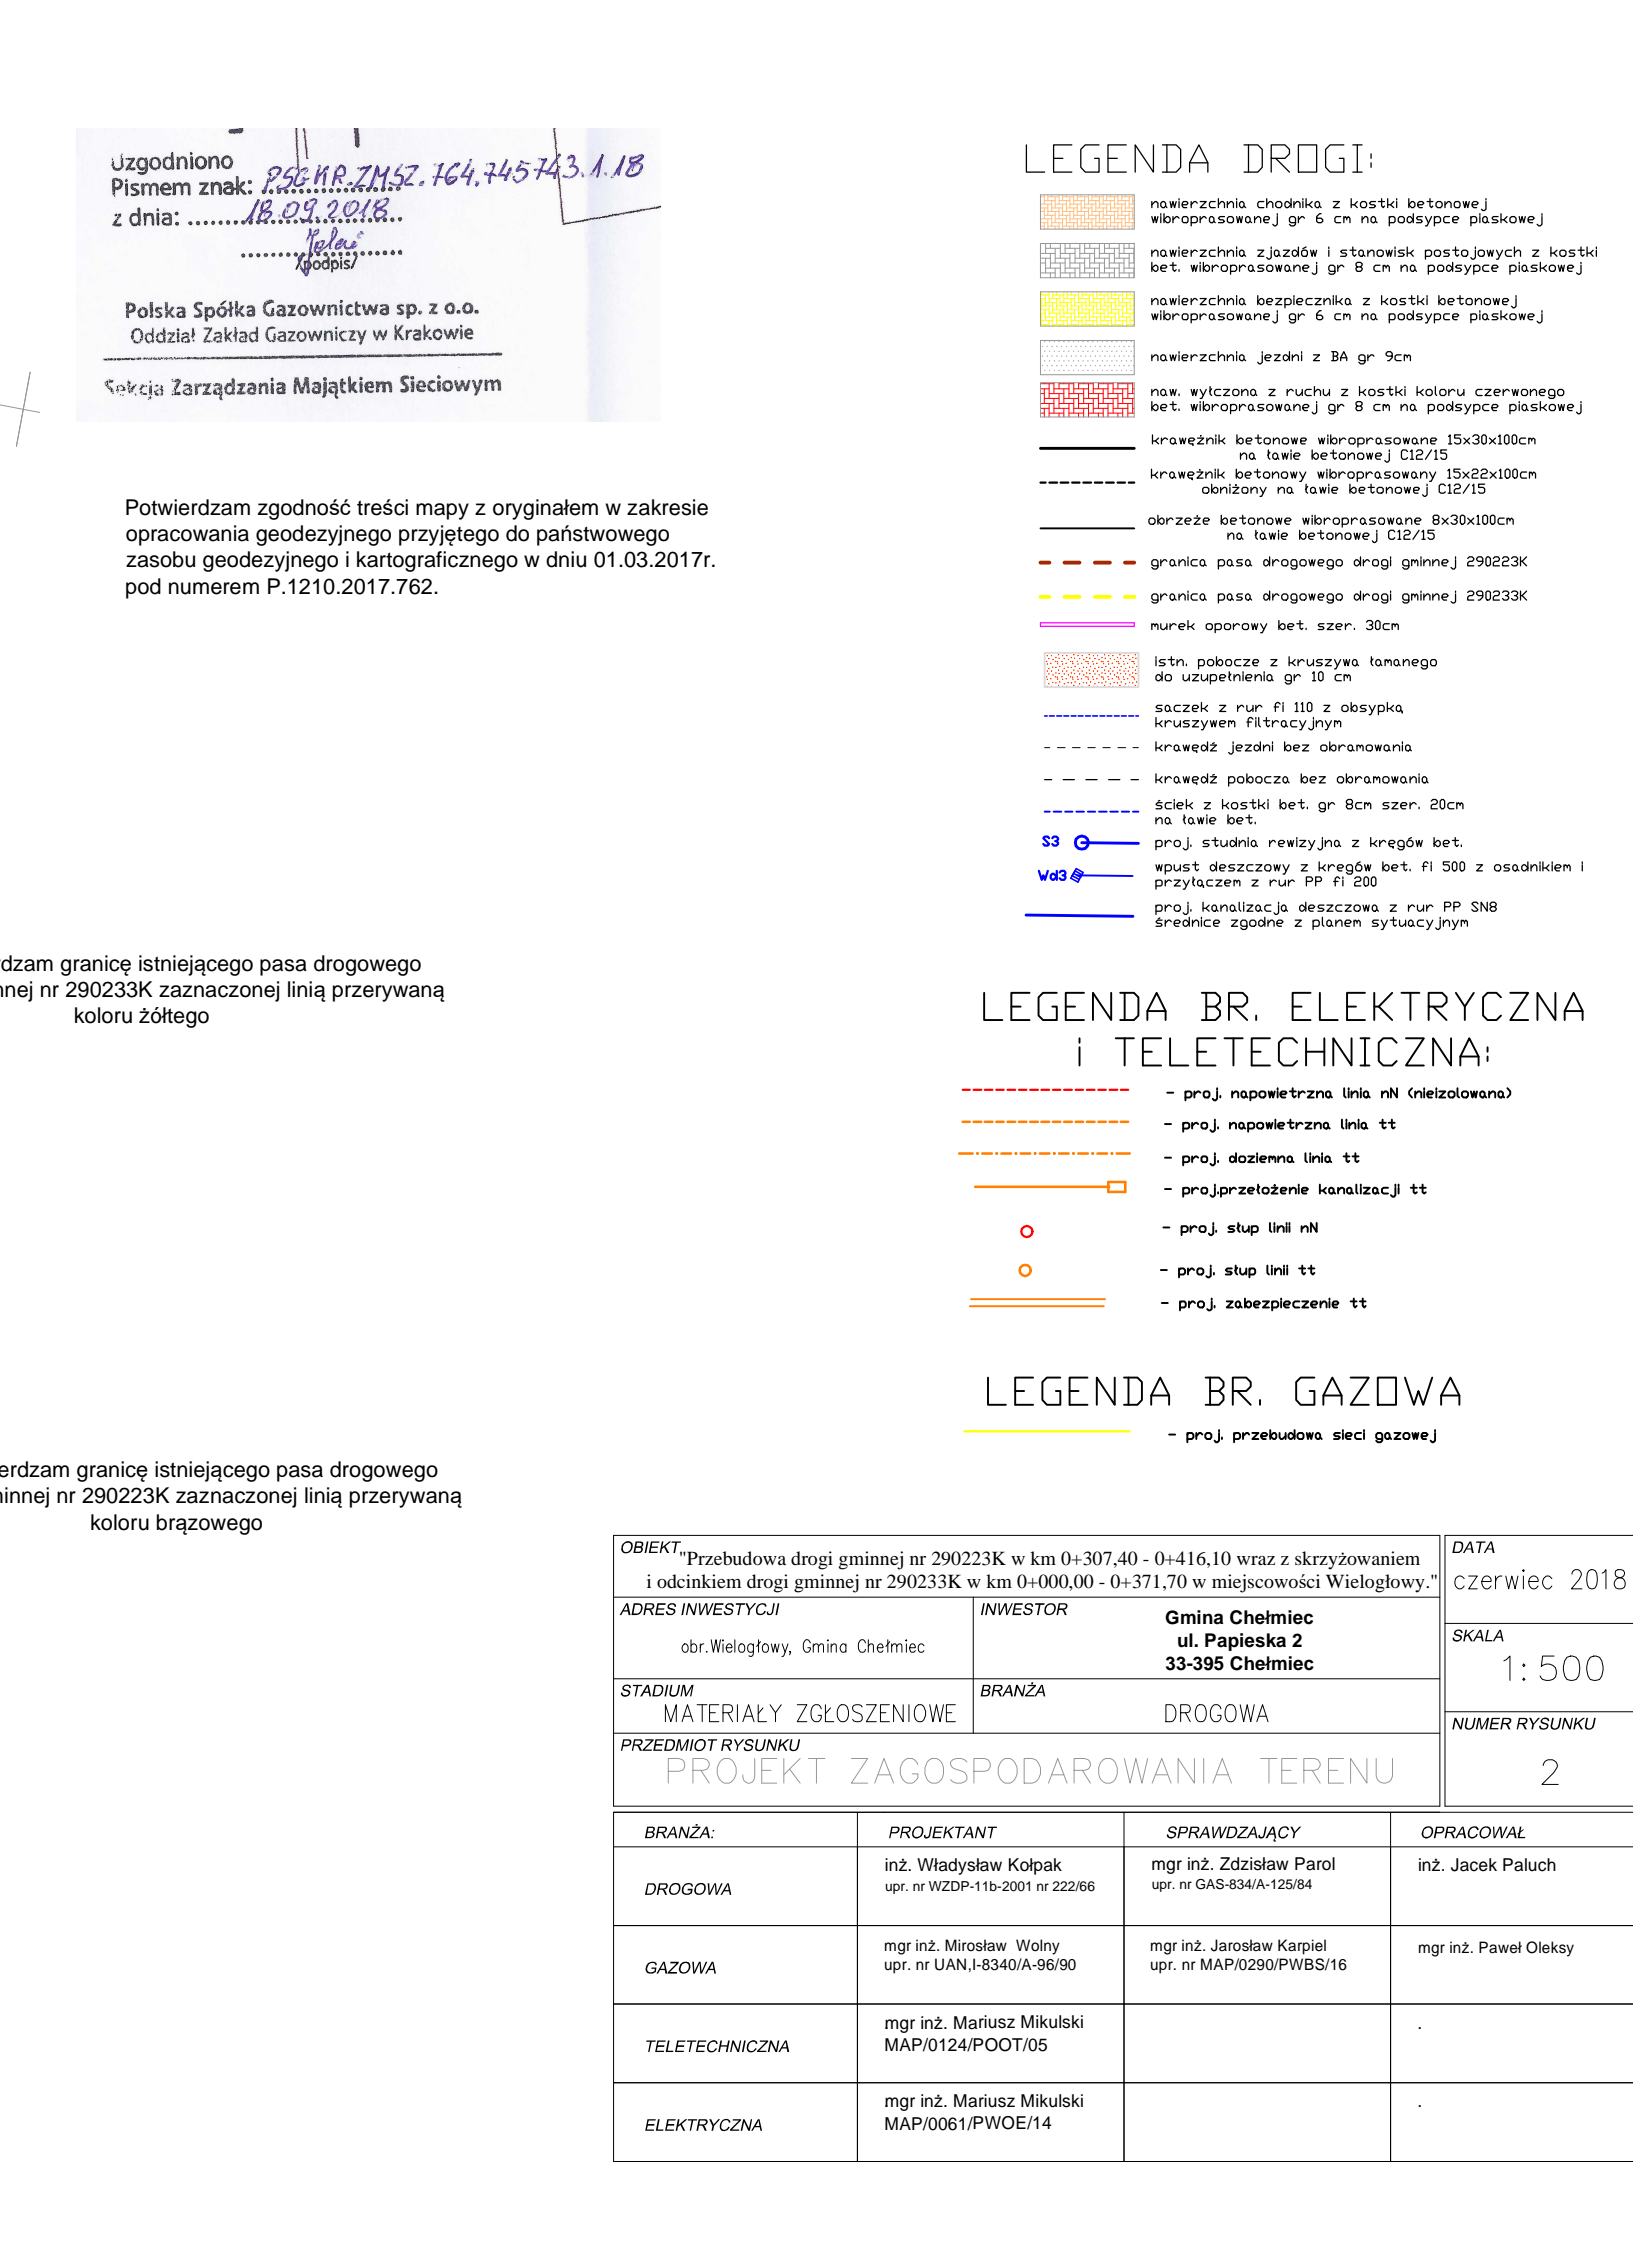 Uzgodniono
Pismem znak: PSGKR.ZMSZ.764.745743.1.18
z dnia: ........18.09.2018..
/podpis/
Polska Spółka Gazownictwa sp. z o.o.
Oddział Zakład Gazowniczy w Krakowie
Sekcja Zarządzania Majątkiem Sieciowym
Potwierdzam zgodność treści mapy z oryginałem w zakresie
opracowania geodezyjnego przyjętego do państwowego
zasobu geodezyjnego i kartograficznego w dniu 01.03.2017r.
pod numerem P.1210.2017.762.
dzam granicę istniejącego pasa drogowego
nnej nr 290233K zaznaczonej linią przerywaną
koloru żółtego
erdzam granicę istniejącego pasa drogowego
ninnej nr 290223K zaznaczonej linią przerywaną
koloru brązowego
LEGENDA DROGI:
nawierzchnia chodnika z kostki betonowej
wibroprasowanej gr 6 cm na podsypce piaskowej
nawierzchnia zjazdów i stanowisk postojowych z kostki
bet. wibroprasowanej gr 8 cm na podsypce piaskowej
nawierzchnia bezpiecznika z kostki betonowej
wibroprasowanej gr 6 cm na podsypce piaskowej
nawierzchnia jezdni z BA gr 9cm
naw. wyłczona z ruchu z kostki koloru czerwonego
bet. wibroprasowanej gr 8 cm na podsypce piaskowej
krawężnik betonowe wibroprasowane 15x30x100cm
na ławie betonowej C12/15
krawężnik betonowy wibroprasowany 15x22x100cm
obniżony na ławie betonowej C12/15
obrzeże betonowe wibroprasowane 8x30x100cm
na ławie betonowej C12/15
granica pasa drogowego drogi gminnej 290223K
granica pasa drogowego drogi gminnej 290233K
murek oporowy bet. szer. 30cm
istn. pobocze z kruszywa łamanego
do uzupełnienia gr 10 cm
saczek z rur fi 110 z obsypką
kruszywem filtracyjnym
krawędź jezdni bez obramowania
krawędź pobocza bez obramowania
ściek z kostki bet. gr 8cm szer. 20cm
na ławie bet.
S3 proj. studnia rewizyjna z kręgów bet.
Wd3 wpust deszczowy z kregów bet. fi 500 z osadnikiem i
przyłączem z rur PP fi 200
proj. kanalizacja deszczowa z rur PP SN8
średnice zgodne z planem sytuacyjnym
LEGENDA BR. ELEKTRYCZNA
i TELETECHNICZNA:
- proj. napowietrzna linia nN (nieizolowana)
- proj. napowietrzna linia tt
- proj. doziemna linia tt
- proj.przełożenie kanalizacji tt
- proj. słup linii nN
- proj. słup linii tt
- proj. zabezpieczenie tt
LEGENDA BR. GAZOWA
- proj. przebudowa sieci gazowej
OBIEKT "Przebudowa drogi gminnej nr 290223K w km 0+307,40 - 0+416,10 wraz z skrzyżowaniem
i odcinkiem drogi gminnej nr 290233K w km 0+000,00 - 0+371,70 w miejscowości Wielogłowy."
DATA
czerwiec 2018
ADRES INWESTYCJI
obr.Wielogłowy, Gmina Chełmiec
INWESTOR
Gmina Chełmiec
ul. Papieska 2
33-395 Chełmiec
SKALA
1:500
STADIUM
MATERIAŁY ZGŁOSZENIOWE
BRANŻA
DROGOWA
NUMER RYSUNKU
2
PRZEDMIOT RYSUNKU
PROJEKT ZAGOSPODAROWANIA TERENU
BRANŻA: PROJEKTANT SPRAWDZAJĄCY OPRACOWAŁ
DROGOWA
inż. Władysław Kołpak
upr. nr WZDP-11b-2001 nr 222/66
mgr inż. Zdzisław Parol
upr. nr GAS-834/A-125/84
inż. Jacek Paluch
GAZOWA
mgr inż. Mirosław Wolny
upr. nr UAN,I-8340/A-96/90
mgr inż. Jarosław Karpiel
upr. nr MAP/0290/PWBS/16
mgr inż. Paweł Oleksy
TELETECHNICZNA
mgr inż. Mariusz Mikulski
MAP/0124/POOT/05
.
ELEKTRYCZNA
mgr inż. Mariusz Mikulski
MAP/0061/PWOE/14
.